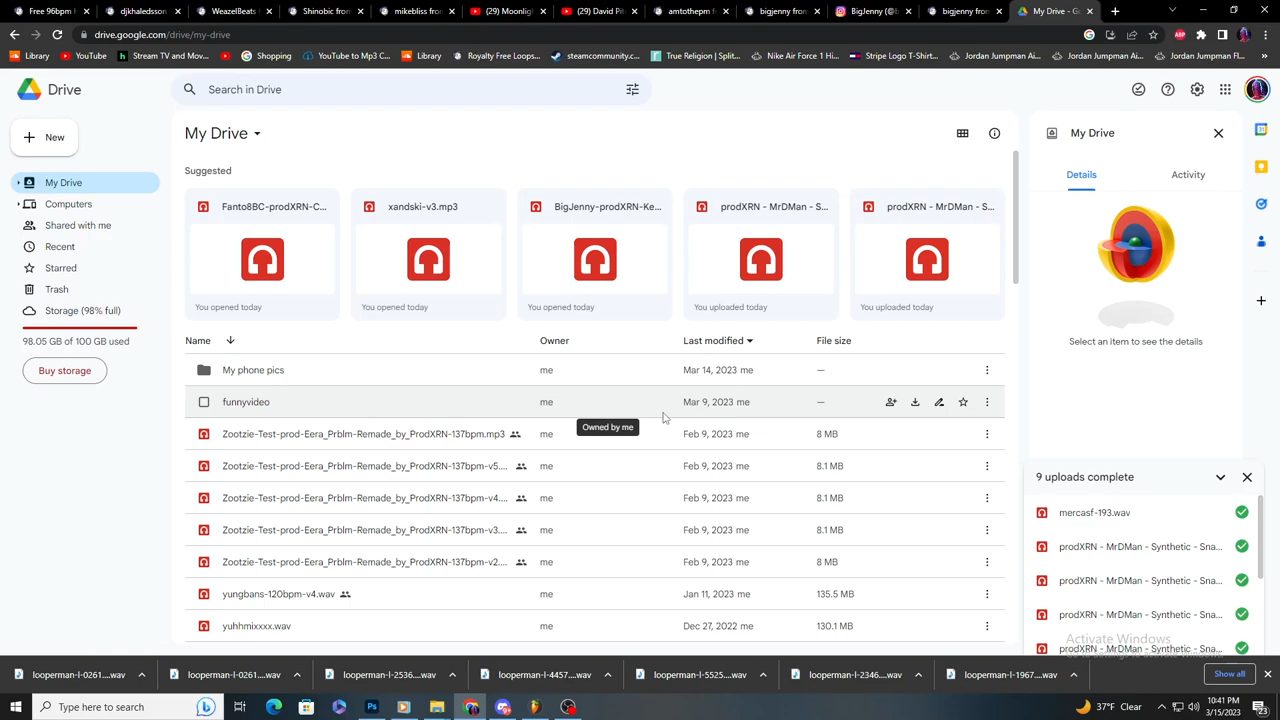 Free 96bpm
djkhaledsson
WeazelBeats
Shinobi fro
mikebliss fro
(29) Moonligh
(29) David Pi
amtothepm f
bigjenny from
BigJenny (@b
bigjenny from
My Drive - Go
drive.google.com/drive/my-drive
Library
YouTube
Stream TV and Mov...
Shopping
YouTube to Mp3 C...
Library
Royalty Free Loops...
steamcommunity...
True Religion | Stitc...
Nike Air Force 1 Hi...
Stripe Logo T-Shirt...
Jordan Jumpman Ai...
Jordan Jumpman Fl...
Drive
Search in Drive
New
My Drive
Computers
Shared with me
Recent
Starred
Trash
Storage (98% full)
98.05 GB of 100 GB used
Buy storage
My Drive
Suggested
Fanto8BC-prodXRN-C...
You opened today
xandski-v3.mp3
You opened today
BigJenny-prodXRN-Ke...
You opened today
prodXRN - MrDMan - S...
You uploaded today
prodXRN - MrDMan - S...
You uploaded today
Name Owner Last modified File size
My phone pics me Mar 14, 2023 me —
funnyvideo me Mar 9, 2023 me —
Owned by me
Zootzie-Test-prod-Eera_Prblm-Remade_by_ProdXRN-137bpm.mp3 me Feb 9, 2023 me 8 MB
Zootzie-Test-prod-Eera_Prblm-Remade_by_ProdXRN-137bpm-v5.... me Feb 9, 2023 me 8.1 MB
Zootzie-Test-prod-Eera_Prblm-Remade_by_ProdXRN-137bpm-v4.... me Feb 9, 2023 me 8.1 MB
Zootzie-Test-prod-Eera_Prblm-Remade_by_ProdXRN-137bpm-v3.... me Feb 9, 2023 me 8.1 MB
Zootzie-Test-prod-Eera_Prblm-Remade_by_ProdXRN-137bpm-v2.... me Feb 9, 2023 me 8 MB
yungbans-120bpm-v4.wav me Jan 11, 2023 me 135.5 MB
yuhhmixxxx.wav me Dec 27, 2022 me 130.1 MB
My Drive
Details Activity
Select an item to see the details
9 uploads complete
mercasf-193.wav
prodXRN - MrDMan - Synthetic - Sna...
prodXRN - MrDMan - Synthetic - Sna...
prodXRN - MrDMan - Synthetic - Sna...
prodXRN - MrDMan - Synthetic - Sna...
Activate Windows
looperman-l-0261....wav
looperman-l-0261....wav
looperman-l-2536....wav
looperman-l-4457....wav
looperman-l-5525....wav
looperman-l-2346....wav
looperman-l-1967....wav
Show all
Type here to search
37°F Clear
10:41 PM
3/15/2023